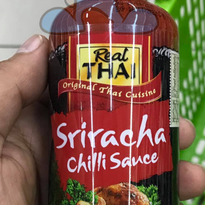 Real
THAI
Original Thai Cuisine
Sriracha
Chilli Sauce